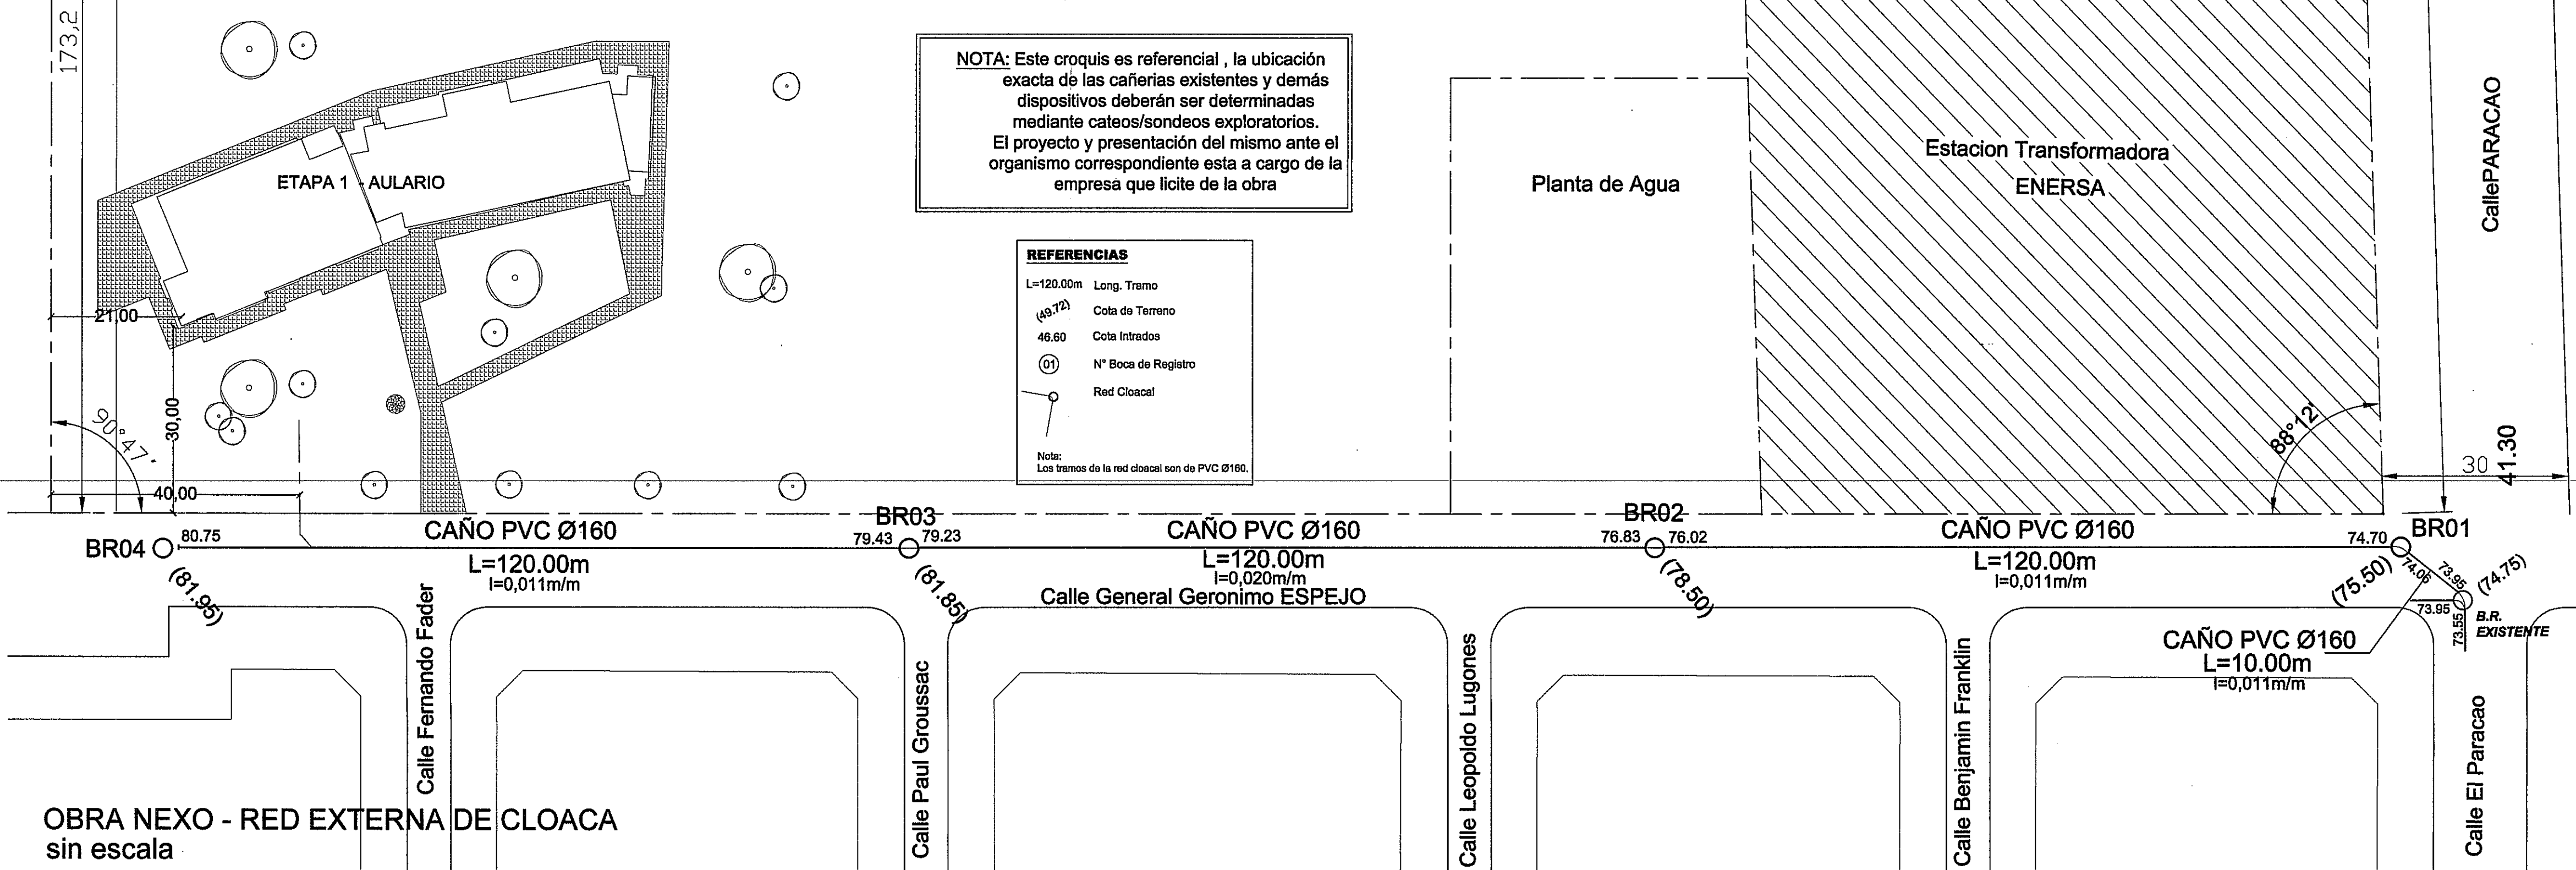 173,2
NOTA: Este croquis es referencial , la ubicación
exacta de las cañerias existentes y demás
dispositivos deberán ser determinadas
mediante cateos/sondeos exploratorios.
El proyecto y presentación del mismo ante el
organismo correspondiente esta a cargo de la
empresa que licite de la obra
ETAPA 1 - AULARIO
Planta de Agua
Estacion Transformadora
ENERSA
CallePARACAO
REFERENCIAS
L=120.00m Long. Tramo
(49.72) Cota de Terreno
46.60 Cota Intrados
01 N° Boca de Registro
Red Cloacal
Nota:
Los tramos de la red cloacal son de PVC Ø160.
21,00
30,00
90°47'
40,00
88°12'
30
41.30
BR04
80.75
(81.95)
CAÑO PVC Ø160
L=120.00m
I=0,011m/m
BR03
79.43
79.23
(81.85)
CAÑO PVC Ø160
L=120.00m
I=0,020m/m
Calle General Geronimo ESPEJO
BR02
76.83
76.02
(78.50)
CAÑO PVC Ø160
L=120.00m
I=0,011m/m
74.70
BR01
(75.50)
74.06
73.95
(74.75)
73.95
73.55
B.R.
EXISTENTE
CAÑO PVC Ø160
L=10.00m
I=0,011m/m
Calle Fernando Fader
Calle Paul Groussac
Calle Leopoldo Lugones
Calle Benjamin Franklin
Calle El Paracao
OBRA NEXO - RED EXTERNA DE CLOACA
sin escala